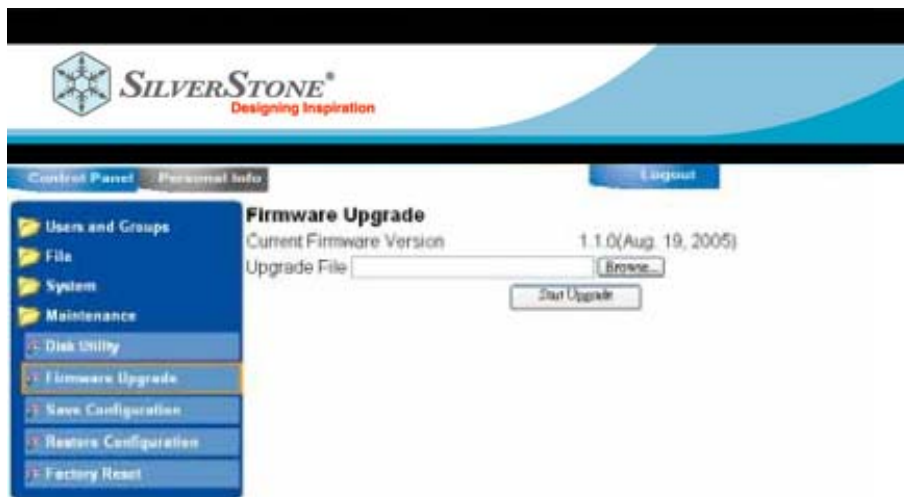 SILVERSTONE®
Designing Inspiration
Control Panel Personal Info Logout
Users and Groups
File
System
Maintenance
Disk Utility
Firmware Upgrade
Save Configuration
Restore Configuration
Factory Reset
Firmware Upgrade
Current Firmware Version 1.1.0(Aug. 19, 2005)
Upgrade File Browse...
Start Upgrade